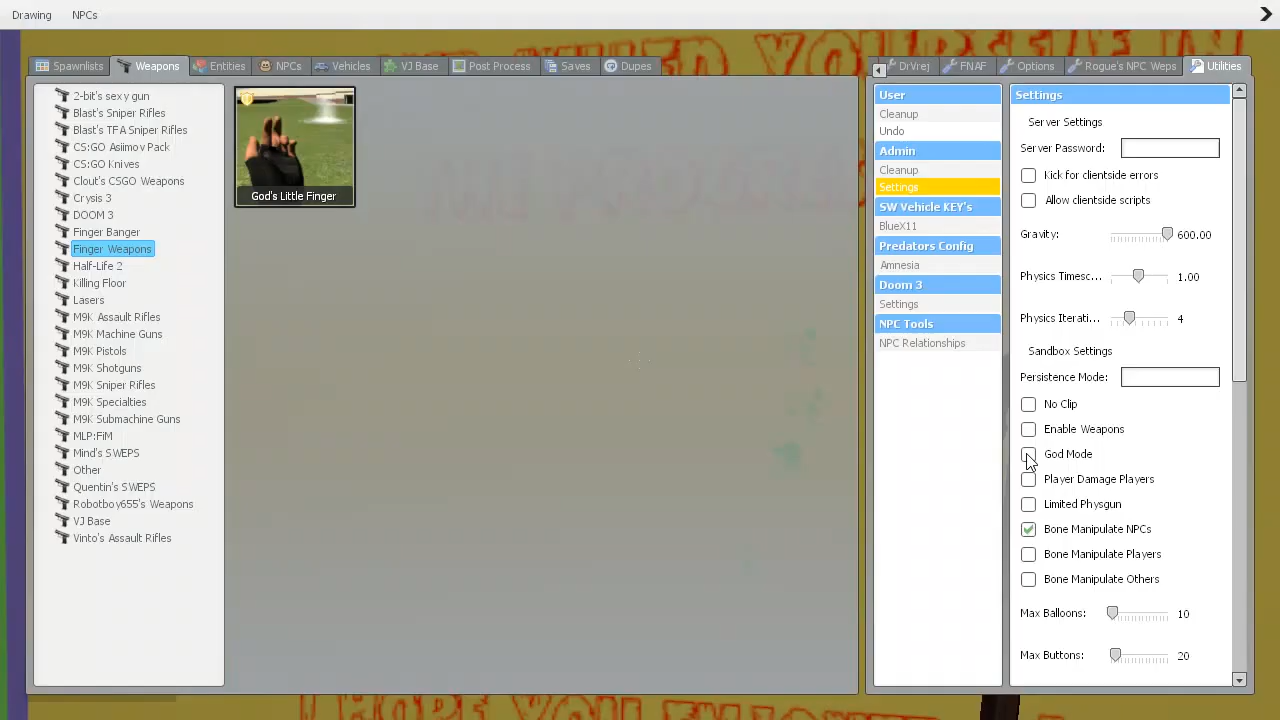 Drawing NPCs
Spawnlists Weapons Entities NPCs Vehicles VJ Base Post Process Saves Dupes
DrVrej FNAF Options Rogue's NPC Weps Utilities
2-bit's sexy gun
Blast's Sniper Rifles
Blast's TFA Sniper Rifles
CS:GO Asiimov Pack
CS:GO Knives
Clout's CSGO Weapons
Crysis 3
DOOM 3
Finger Banger
Finger Weapons
Half-Life 2
Killing Floor
Lasers
M9K Assault Rifles
M9K Machine Guns
M9K Pistols
M9K Shotguns
M9K Sniper Rifles
M9K Specialties
M9K Submachine Guns
MLP:FiM
Mind's SWEPS
Other
Quentin's SWEPS
Robotboy655's Weapons
VJ Base
Vinto's Assault Rifles
God's Little Finger
User
Cleanup
Undo
Admin
Cleanup
Settings
SW Vehicle KEY's
BlueX11
Predators Config
Amnesia
Doom 3
Settings
NPC Tools
NPC Relationships
Settings
Server Settings
Server Password:
Kick for clientside errors
Allow clientside scripts
Gravity: 600.00
Physics Timesc... 1.00
Physics Iterati... 4
Sandbox Settings
Persistence Mode:
No Clip
Enable Weapons
God Mode
Player Damage Players
Limited Physgun
Bone Manipulate NPCs
Bone Manipulate Players
Bone Manipulate Others
Max Balloons: 10
Max Buttons: 20
I HOPE YOU ENJOYED